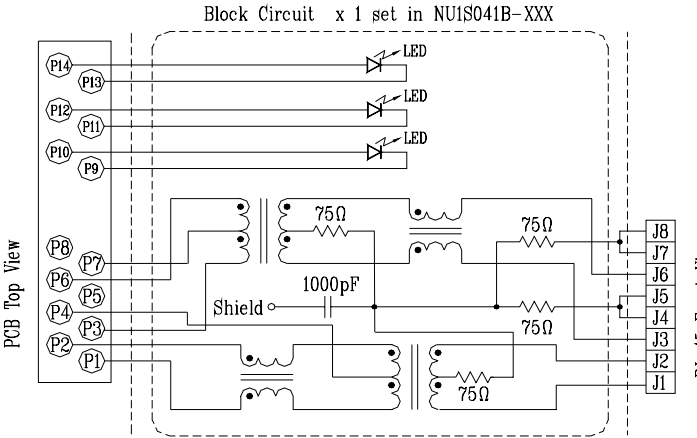 Block Circuit x 1 set in NU1S041B-XXX
P14
LED
P13
P12
LED
P11
P10
LED
P9
75Ω
75Ω
J8
J7
P8
P7
J6
P6
1000pF
J5
P5
Shield
J4
P4
75Ω
P3
J3
P2
J2
P1
J1
75Ω
PCB Top View